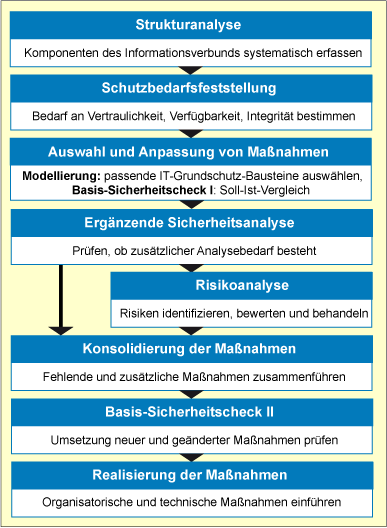 Strukturanalyse
Komponenten des Informationsverbunds systematisch erfassen
Schutzbedarfsfeststellung
Bedarf an Vertraulichkeit, Verfügbarkeit, Integrität bestimmen
Auswahl und Anpassung von Maßnahmen
Modellierung: passende IT-Grundschutz-Bausteine auswählen,
Basis-Sicherheitscheck I: Soll-Ist-Vergleich
Ergänzende Sicherheitsanalyse
Prüfen, ob zusätzlicher Analysebedarf besteht
Risikoanalyse
Risiken identifizieren, bewerten und behandeln
Konsolidierung der Maßnahmen
Fehlende und zusätzliche Maßnahmen zusammenführen
Basis-Sicherheitscheck II
Umsetzung neuer und geänderter Maßnahmen prüfen
Realisierung der Maßnahmen
Organisatorische und technische Maßnahmen einführen